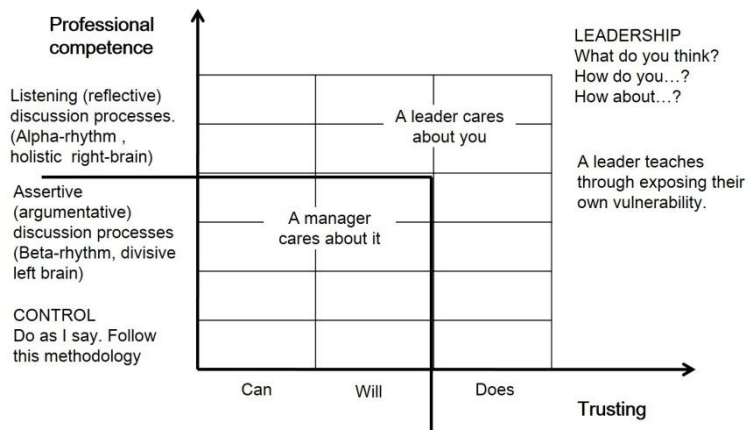 Professional
competence
Listening (reflective)
discussion processes.
(Alpha-rhythm ,
holistic right-brain)
Assertive
(argumentative)
discussion processes
(Beta-rhythm, divisive
left brain)
CONTROL
Do as I say. Follow
this methodology
A leader cares
about you
A manager
cares about it
LEADERSHIP
What do you think?
How do you…?
How about…?
A leader teaches
through exposing their
own vulnerability.
Can
Will
Does
Trusting